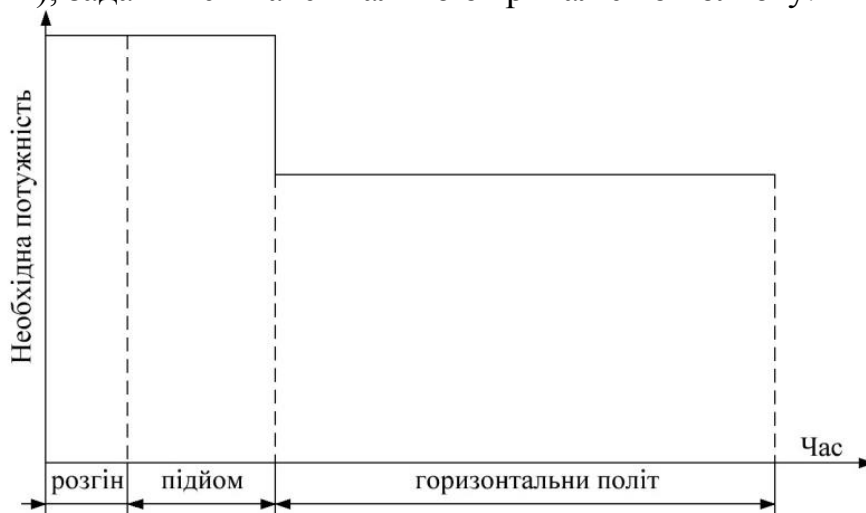 Необхідна потужність
Час
розгін
підйом
горизонтальни політ